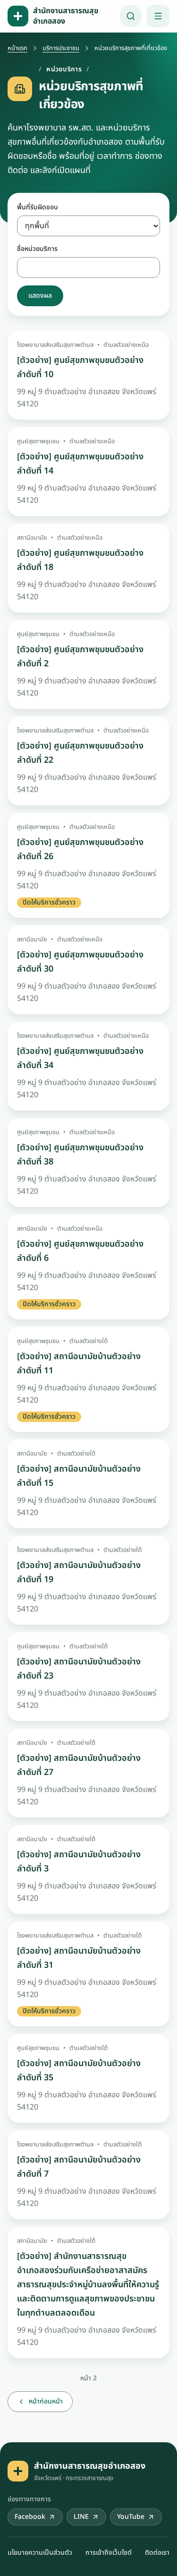 สำนักงานสาธารณสุข
อำเภอสอง
หน้าแรก > บริการประชาชน > หน่วยบริการสุขภาพที่เกี่ยวข้อง
/ หน่วยบริการ /
หน่วยบริการสุขภาพที่
เกี่ยวข้อง
ค้นหาโรงพยาบาล รพ.สต. และหน่วยบริการ
สุขภาพชุมชนที่เกี่ยวข้องกับอำเภอสอง ตามพื้นที่รับ
ผิดชอบหรือชื่อ พร้อมที่อยู่ เวลาทำการ ช่องทาง
ติดต่อ และลิงก์เปิดแผนที่
พื้นที่รับผิดชอบ
ทุกพื้นที่
ชื่อหน่วยบริการ
แสดงผล
โรงพยาบาลส่งเสริมสุขภาพตำบล • ตำบลตัวอย่างเหนือ
[ตัวอย่าง] ศูนย์สุขภาพชุมชนตัวอย่าง
ลำดับที่ 10
99 หมู่ 9 ตำบลตัวอย่าง อำเภอสอง จังหวัดแพร่
54120
ศูนย์สุขภาพชุมชน • ตำบลตัวอย่างเหนือ
[ตัวอย่าง] ศูนย์สุขภาพชุมชนตัวอย่าง
ลำดับที่ 14
99 หมู่ 9 ตำบลตัวอย่าง อำเภอสอง จังหวัดแพร่
54120
สถานีอนามัย • ตำบลตัวอย่างเหนือ
[ตัวอย่าง] ศูนย์สุขภาพชุมชนตัวอย่าง
ลำดับที่ 18
99 หมู่ 9 ตำบลตัวอย่าง อำเภอสอง จังหวัดแพร่
54120
ศูนย์สุขภาพชุมชน • ตำบลตัวอย่างเหนือ
[ตัวอย่าง] ศูนย์สุขภาพชุมชนตัวอย่าง
ลำดับที่ 2
99 หมู่ 9 ตำบลตัวอย่าง อำเภอสอง จังหวัดแพร่
54120
โรงพยาบาลส่งเสริมสุขภาพตำบล • ตำบลตัวอย่างเหนือ
[ตัวอย่าง] ศูนย์สุขภาพชุมชนตัวอย่าง
ลำดับที่ 22
99 หมู่ 9 ตำบลตัวอย่าง อำเภอสอง จังหวัดแพร่
54120
ศูนย์สุขภาพชุมชน • ตำบลตัวอย่างเหนือ
[ตัวอย่าง] ศูนย์สุขภาพชุมชนตัวอย่าง
ลำดับที่ 26
99 หมู่ 9 ตำบลตัวอย่าง อำเภอสอง จังหวัดแพร่
54120
ปิดให้บริการชั่วคราว
สถานีอนามัย • ตำบลตัวอย่างเหนือ
[ตัวอย่าง] ศูนย์สุขภาพชุมชนตัวอย่าง
ลำดับที่ 30
99 หมู่ 9 ตำบลตัวอย่าง อำเภอสอง จังหวัดแพร่
54120
โรงพยาบาลส่งเสริมสุขภาพตำบล • ตำบลตัวอย่างเหนือ
[ตัวอย่าง] ศูนย์สุขภาพชุมชนตัวอย่าง
ลำดับที่ 34
99 หมู่ 9 ตำบลตัวอย่าง อำเภอสอง จังหวัดแพร่
54120
ศูนย์สุขภาพชุมชน • ตำบลตัวอย่างเหนือ
[ตัวอย่าง] ศูนย์สุขภาพชุมชนตัวอย่าง
ลำดับที่ 38
99 หมู่ 9 ตำบลตัวอย่าง อำเภอสอง จังหวัดแพร่
54120
สถานีอนามัย • ตำบลตัวอย่างเหนือ
[ตัวอย่าง] ศูนย์สุขภาพชุมชนตัวอย่าง
ลำดับที่ 6
99 หมู่ 9 ตำบลตัวอย่าง อำเภอสอง จังหวัดแพร่
54120
ปิดให้บริการชั่วคราว
ศูนย์สุขภาพชุมชน • ตำบลตัวอย่างใต้
[ตัวอย่าง] สถานีอนามัยบ้านตัวอย่าง
ลำดับที่ 11
99 หมู่ 9 ตำบลตัวอย่าง อำเภอสอง จังหวัดแพร่
54120
ปิดให้บริการชั่วคราว
สถานีอนามัย • ตำบลตัวอย่างใต้
[ตัวอย่าง] สถานีอนามัยบ้านตัวอย่าง
ลำดับที่ 15
99 หมู่ 9 ตำบลตัวอย่าง อำเภอสอง จังหวัดแพร่
54120
โรงพยาบาลส่งเสริมสุขภาพตำบล • ตำบลตัวอย่างใต้
[ตัวอย่าง] สถานีอนามัยบ้านตัวอย่าง
ลำดับที่ 19
99 หมู่ 9 ตำบลตัวอย่าง อำเภอสอง จังหวัดแพร่
54120
ศูนย์สุขภาพชุมชน • ตำบลตัวอย่างใต้
[ตัวอย่าง] สถานีอนามัยบ้านตัวอย่าง
ลำดับที่ 23
99 หมู่ 9 ตำบลตัวอย่าง อำเภอสอง จังหวัดแพร่
54120
สถานีอนามัย • ตำบลตัวอย่างใต้
[ตัวอย่าง] สถานีอนามัยบ้านตัวอย่าง
ลำดับที่ 27
99 หมู่ 9 ตำบลตัวอย่าง อำเภอสอง จังหวัดแพร่
54120
สถานีอนามัย • ตำบลตัวอย่างใต้
[ตัวอย่าง] สถานีอนามัยบ้านตัวอย่าง
ลำดับที่ 3
99 หมู่ 9 ตำบลตัวอย่าง อำเภอสอง จังหวัดแพร่
54120
โรงพยาบาลส่งเสริมสุขภาพตำบล • ตำบลตัวอย่างใต้
[ตัวอย่าง] สถานีอนามัยบ้านตัวอย่าง
ลำดับที่ 31
99 หมู่ 9 ตำบลตัวอย่าง อำเภอสอง จังหวัดแพร่
54120
ปิดให้บริการชั่วคราว
ศูนย์สุขภาพชุมชน • ตำบลตัวอย่างใต้
[ตัวอย่าง] สถานีอนามัยบ้านตัวอย่าง
ลำดับที่ 35
99 หมู่ 9 ตำบลตัวอย่าง อำเภอสอง จังหวัดแพร่
54120
โรงพยาบาลส่งเสริมสุขภาพตำบล • ตำบลตัวอย่างใต้
[ตัวอย่าง] สถานีอนามัยบ้านตัวอย่าง
ลำดับที่ 7
99 หมู่ 9 ตำบลตัวอย่าง อำเภอสอง จังหวัดแพร่
54120
สถานีอนามัย • ตำบลตัวอย่างใต้
[ตัวอย่าง] สำนักงานสาธารณสุข
อำเภอสองร่วมกับเครือข่ายอาสาสมัคร
สาธารณสุขประจำหมู่บ้านลงพื้นที่ให้ความรู้
และติดตามการดูแลสุขภาพของประชาชน
ในทุกตำบลตลอดเดือน
99 หมู่ 9 ตำบลตัวอย่าง อำเภอสอง จังหวัดแพร่
54120
หน้า 2
หน้าก่อนหน้า
สำนักงานสาธารณสุขอำเภอสอง
จังหวัดแพร่ · กระทรวงสาธารณสุข
ช่องทางทางการ
Facebook LINE YouTube
นโยบายความเป็นส่วนตัว การเข้าถึงเว็บไซต์ ติดต่อเรา